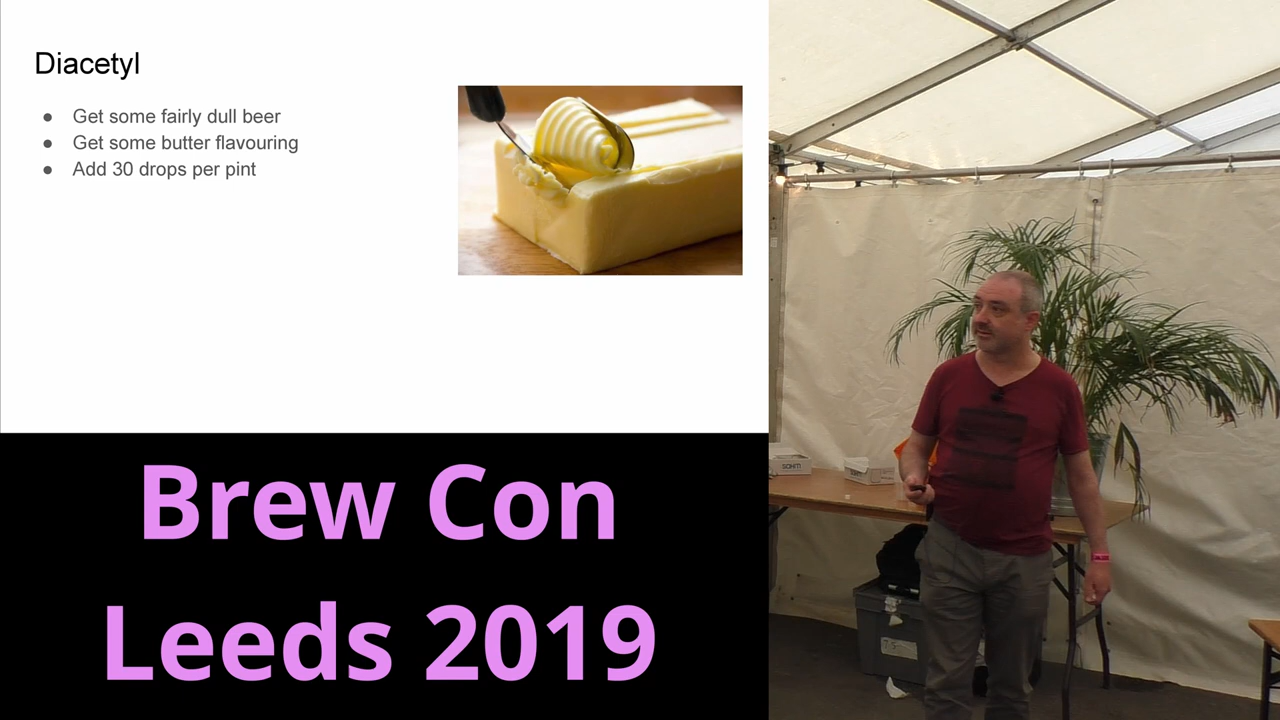 Diacetyl
● Get some fairly dull beer
● Get some butter flavouring
● Add 30 drops per pint
Brew Con
Leeds 2019